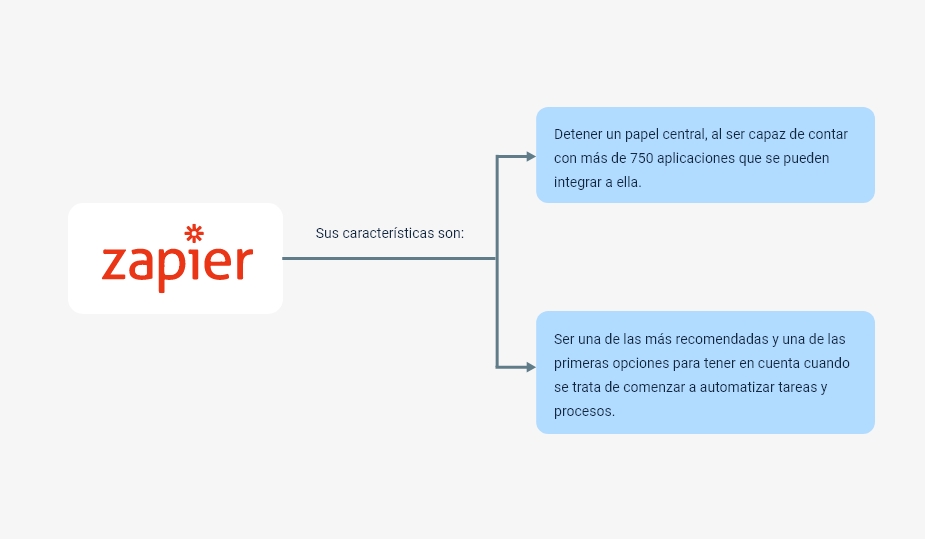 zapier
Sus características son:
Detener un papel central, al ser capaz de contar
con más de 750 aplicaciones que se pueden
integrar a ella.
Ser una de las más recomendadas y una de las
primeras opciones para tener en cuenta cuando
se trata de comenzar a automatizar tareas y
procesos.